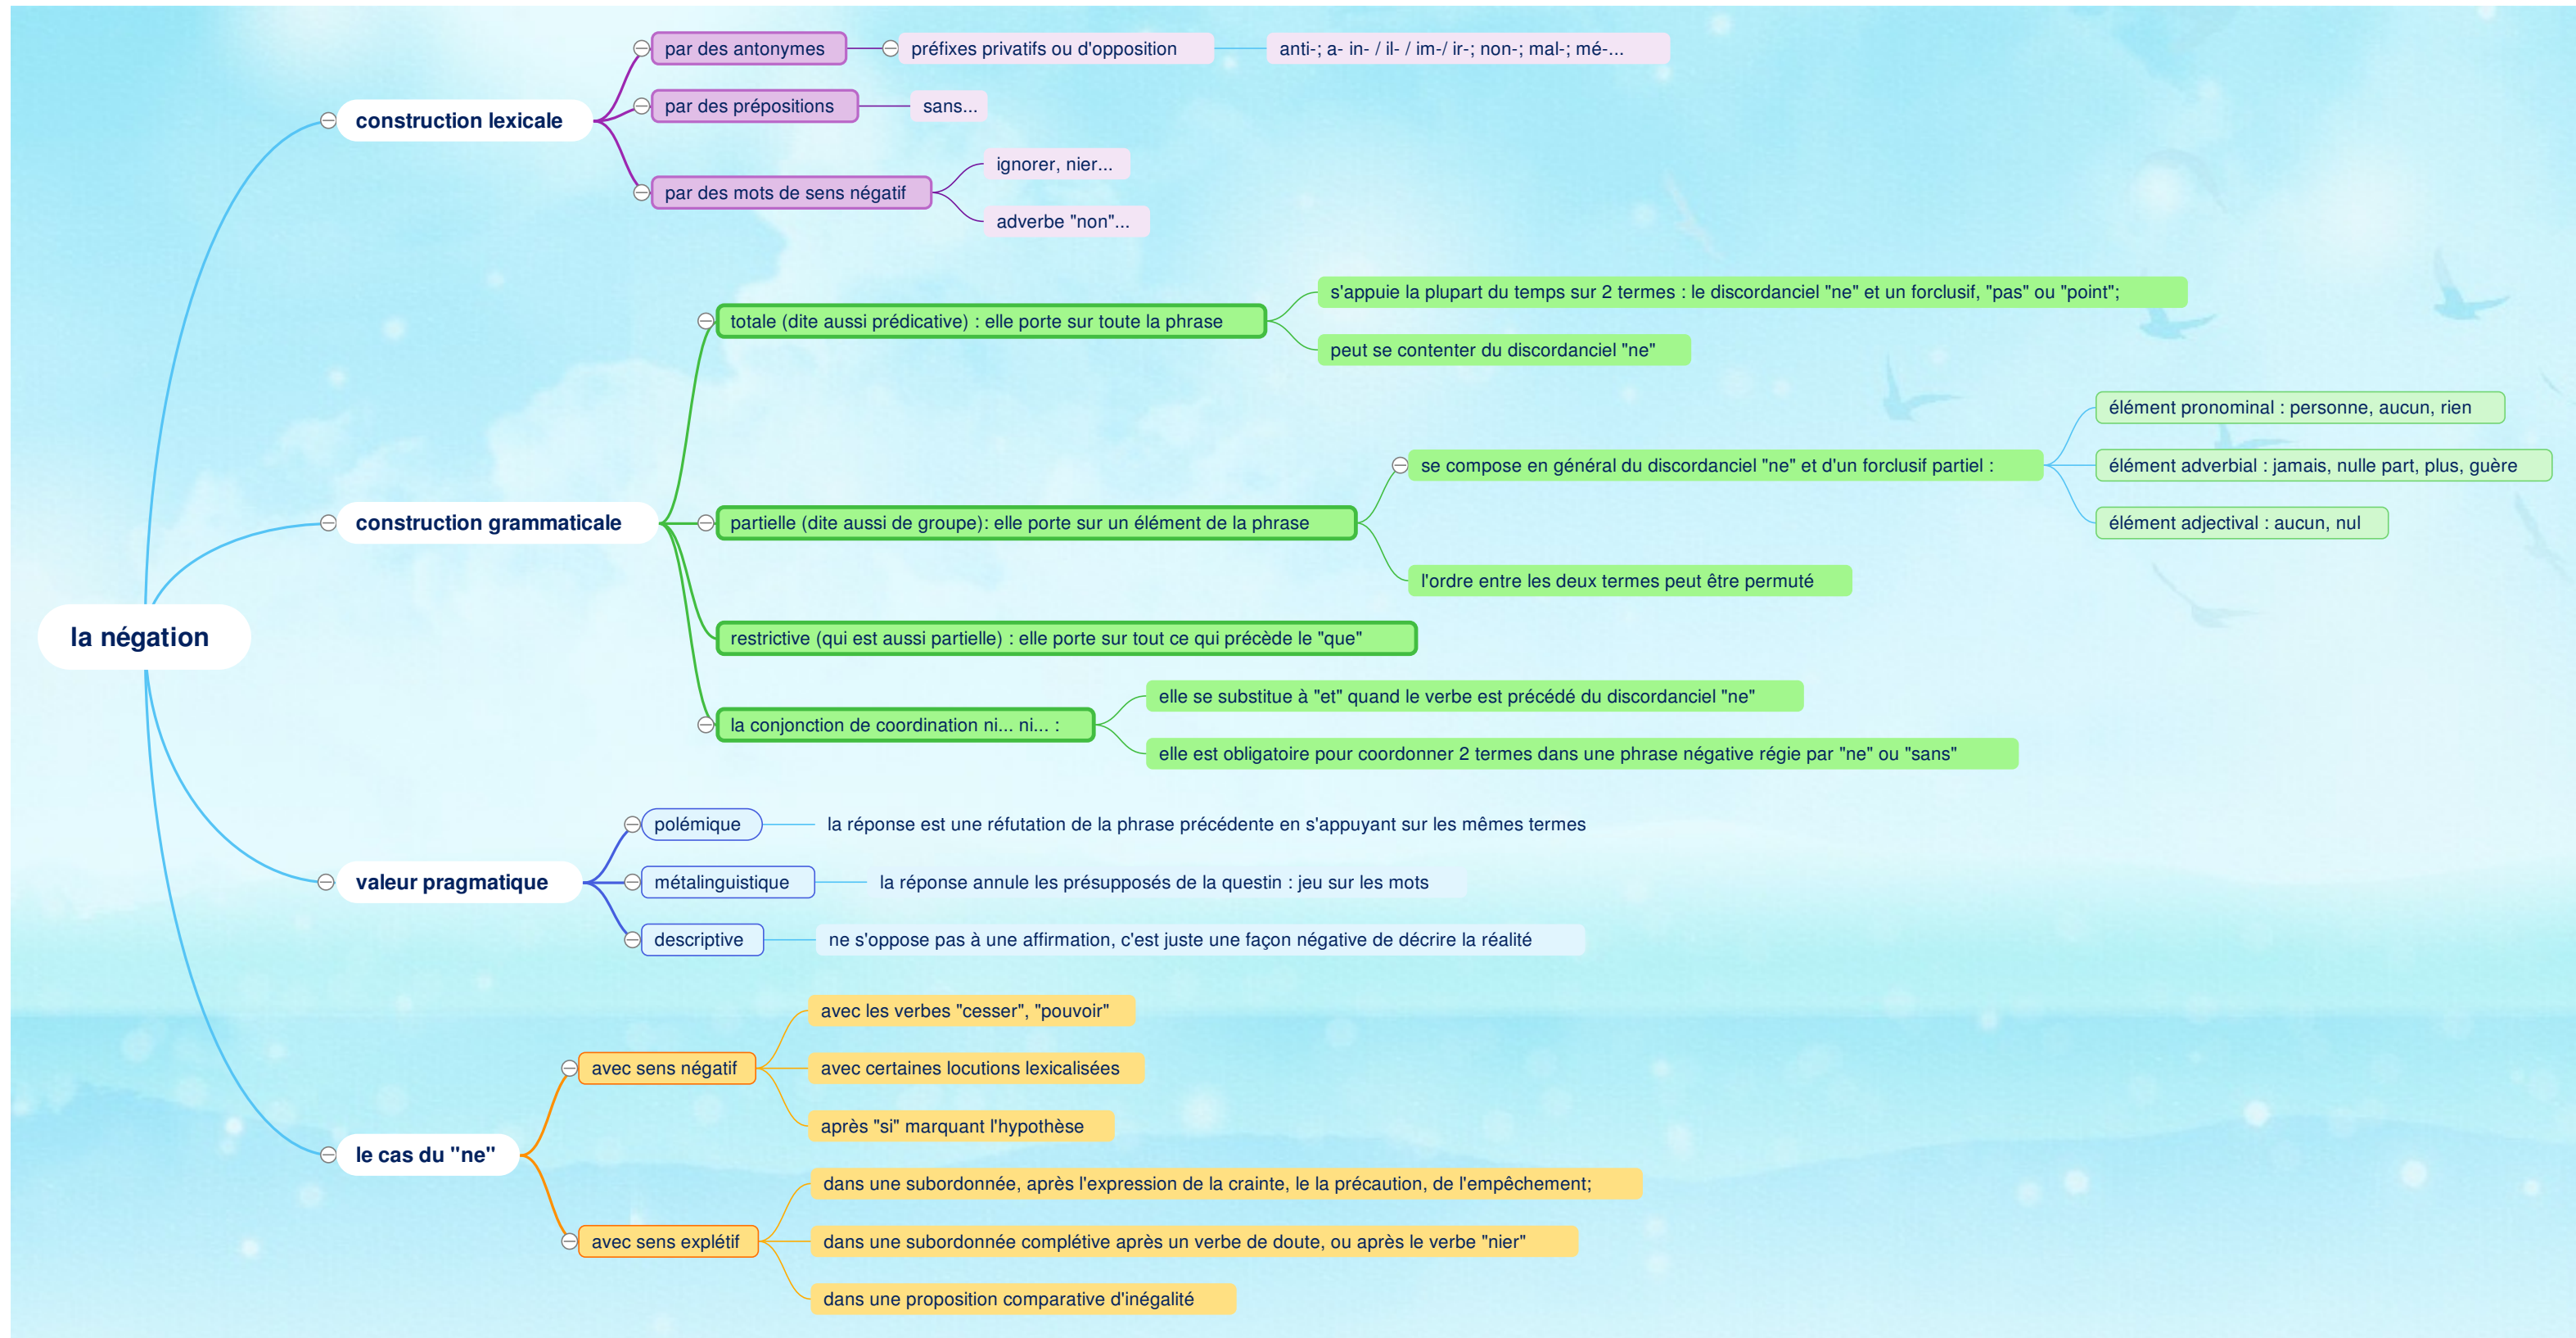 la négation
construction lexicale
par des antonymes
préfixes privatifs ou d'opposition
anti-; a- in- / il- / im-/ ir-; non-; mal-; mé-...
par des prépositions
sans...
par des mots de sens négatif
ignorer, nier...
adverbe "non"...
construction grammaticale
totale (dite aussi prédicative) : elle porte sur toute la phrase
s'appuie la plupart du temps sur 2 termes : le discordanciel "ne" et un forclusif, "pas" ou "point";
peut se contenter du discordanciel "ne"
partielle (dite aussi de groupe): elle porte sur un élément de la phrase
se compose en général du discordanciel "ne" et d'un forclusif partiel :
élément pronominal : personne, aucun, rien
élément adverbial : jamais, nulle part, plus, guère
élément adjectival : aucun, nul
l'ordre entre les deux termes peut être permuté
restrictive (qui est aussi partielle) : elle porte sur tout ce qui précède le "que"
la conjonction de coordination ni... ni... :
elle se substitue à "et" quand le verbe est précédé du discordanciel "ne"
elle est obligatoire pour coordonner 2 termes dans une phrase négative régie par "ne" ou "sans"
valeur pragmatique
polémique
la réponse est une réfutation de la phrase précédente en s'appuyant sur les mêmes termes
métalinguistique
la réponse annule les présupposés de la questin : jeu sur les mots
descriptive
ne s'oppose pas à une affirmation, c'est juste une façon négative de décrire la réalité
le cas du "ne"
avec sens négatif
avec les verbes "cesser", "pouvoir"
avec certaines locutions lexicalisées
après "si" marquant l'hypothèse
avec sens explétif
dans une subordonnée, après l'expression de la crainte, le la précaution, de l'empêchement;
dans une subordonnée complétive après un verbe de doute, ou après le verbe "nier"
dans une proposition comparative d'inégalité